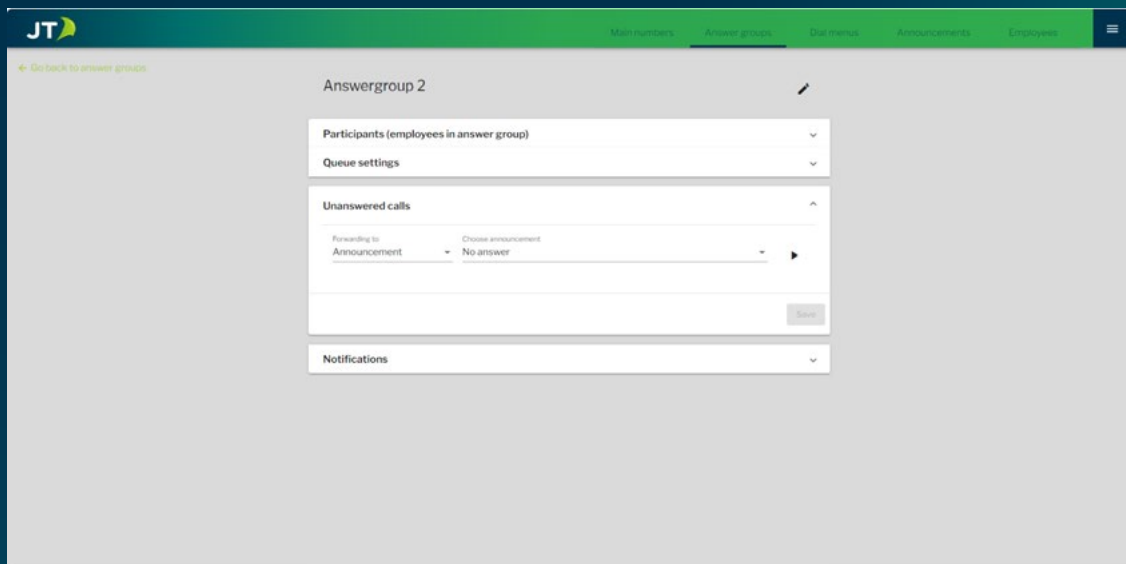 JT
Main numbers Answer groups Dial menus Announcements Employees
← Go back to answer groups
Answergroup 2
Participants (employees in answer group)
Queue settings
Unanswered calls
Forwarding to Choose announcement
Announcement No answer
Save
Notifications